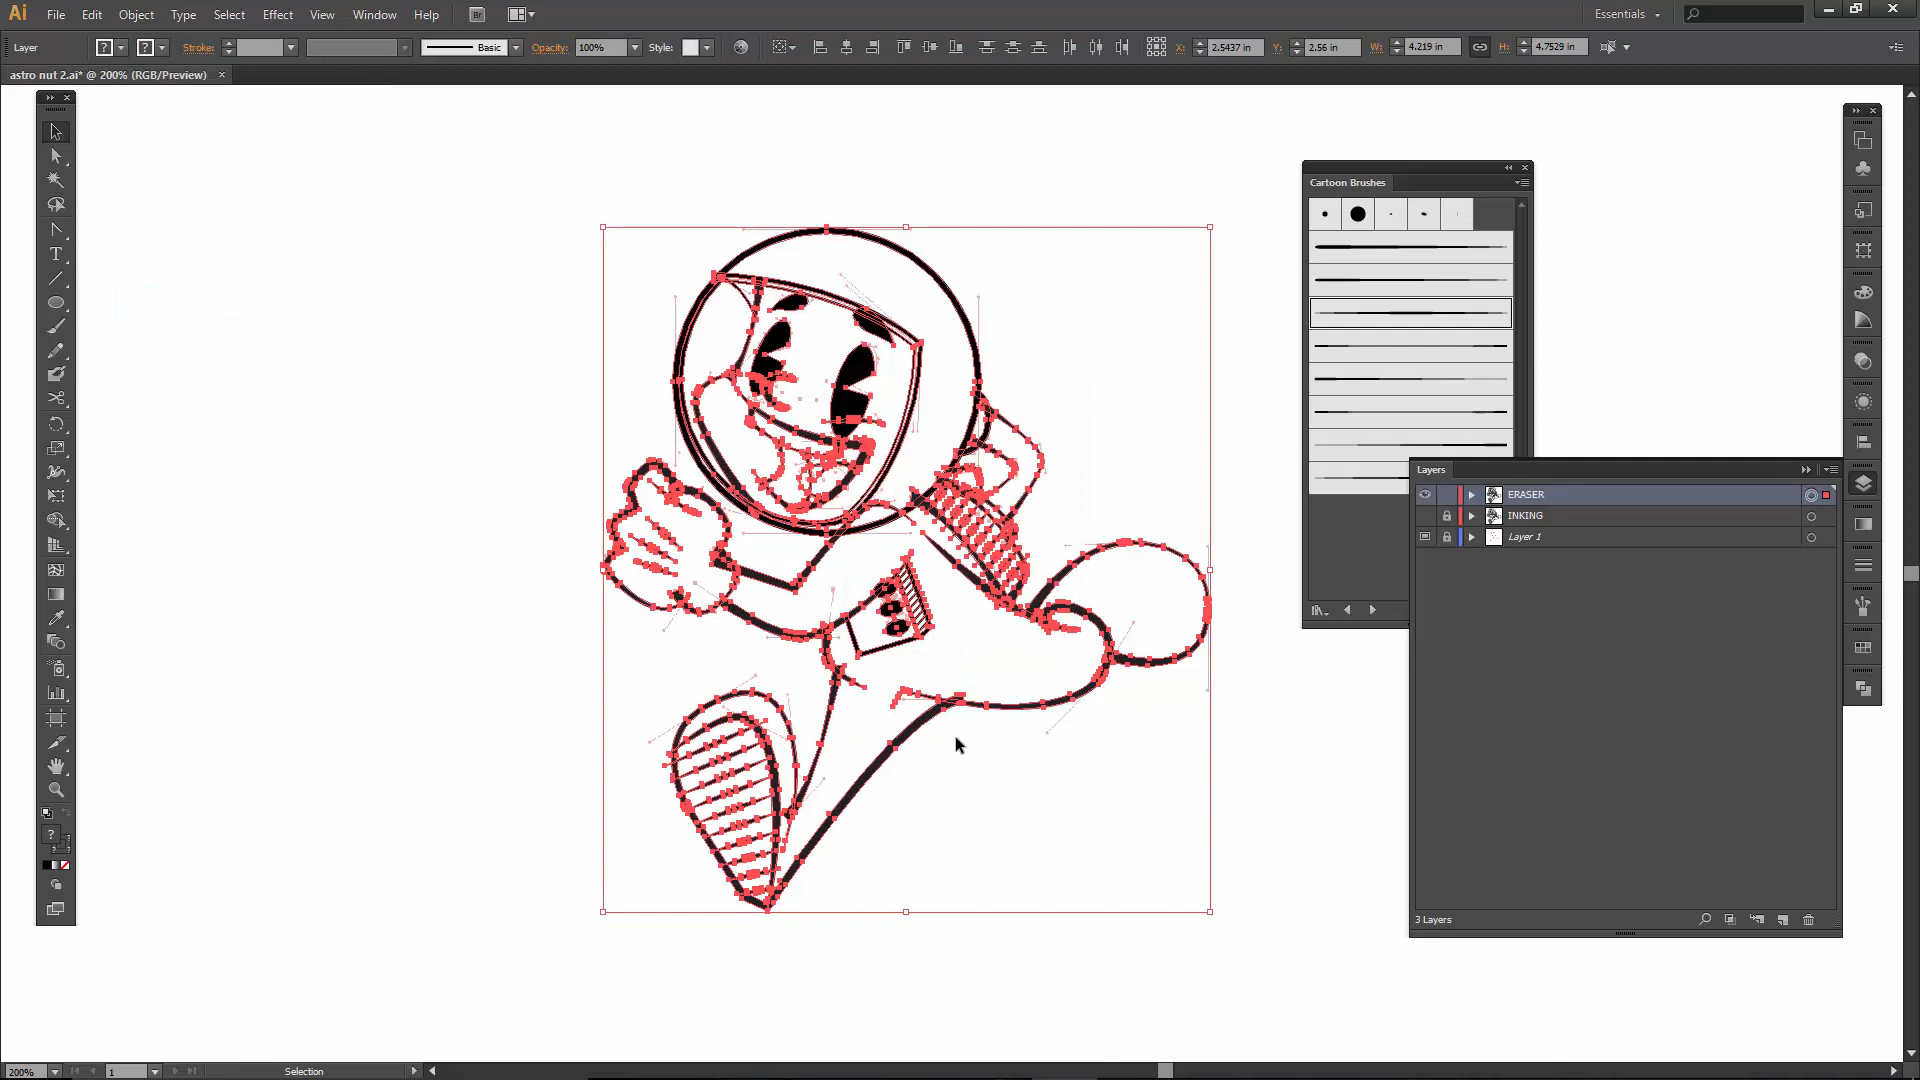 Ai File Edit Object Type Select Effect View Window Help Br Essentials
Layer ? ? Stroke: Basic Opacity: 100% Style: X: 2.5437 in Y: 2.56 in W: 4.219 in H: 4.7529 in
astro nut 2.ai* @ 200% (RGB/Preview)
Cartoon Brushes
Layers
ERASER
INKING
Layer 1
3 Layers
T
?
?
200% 1 Selection